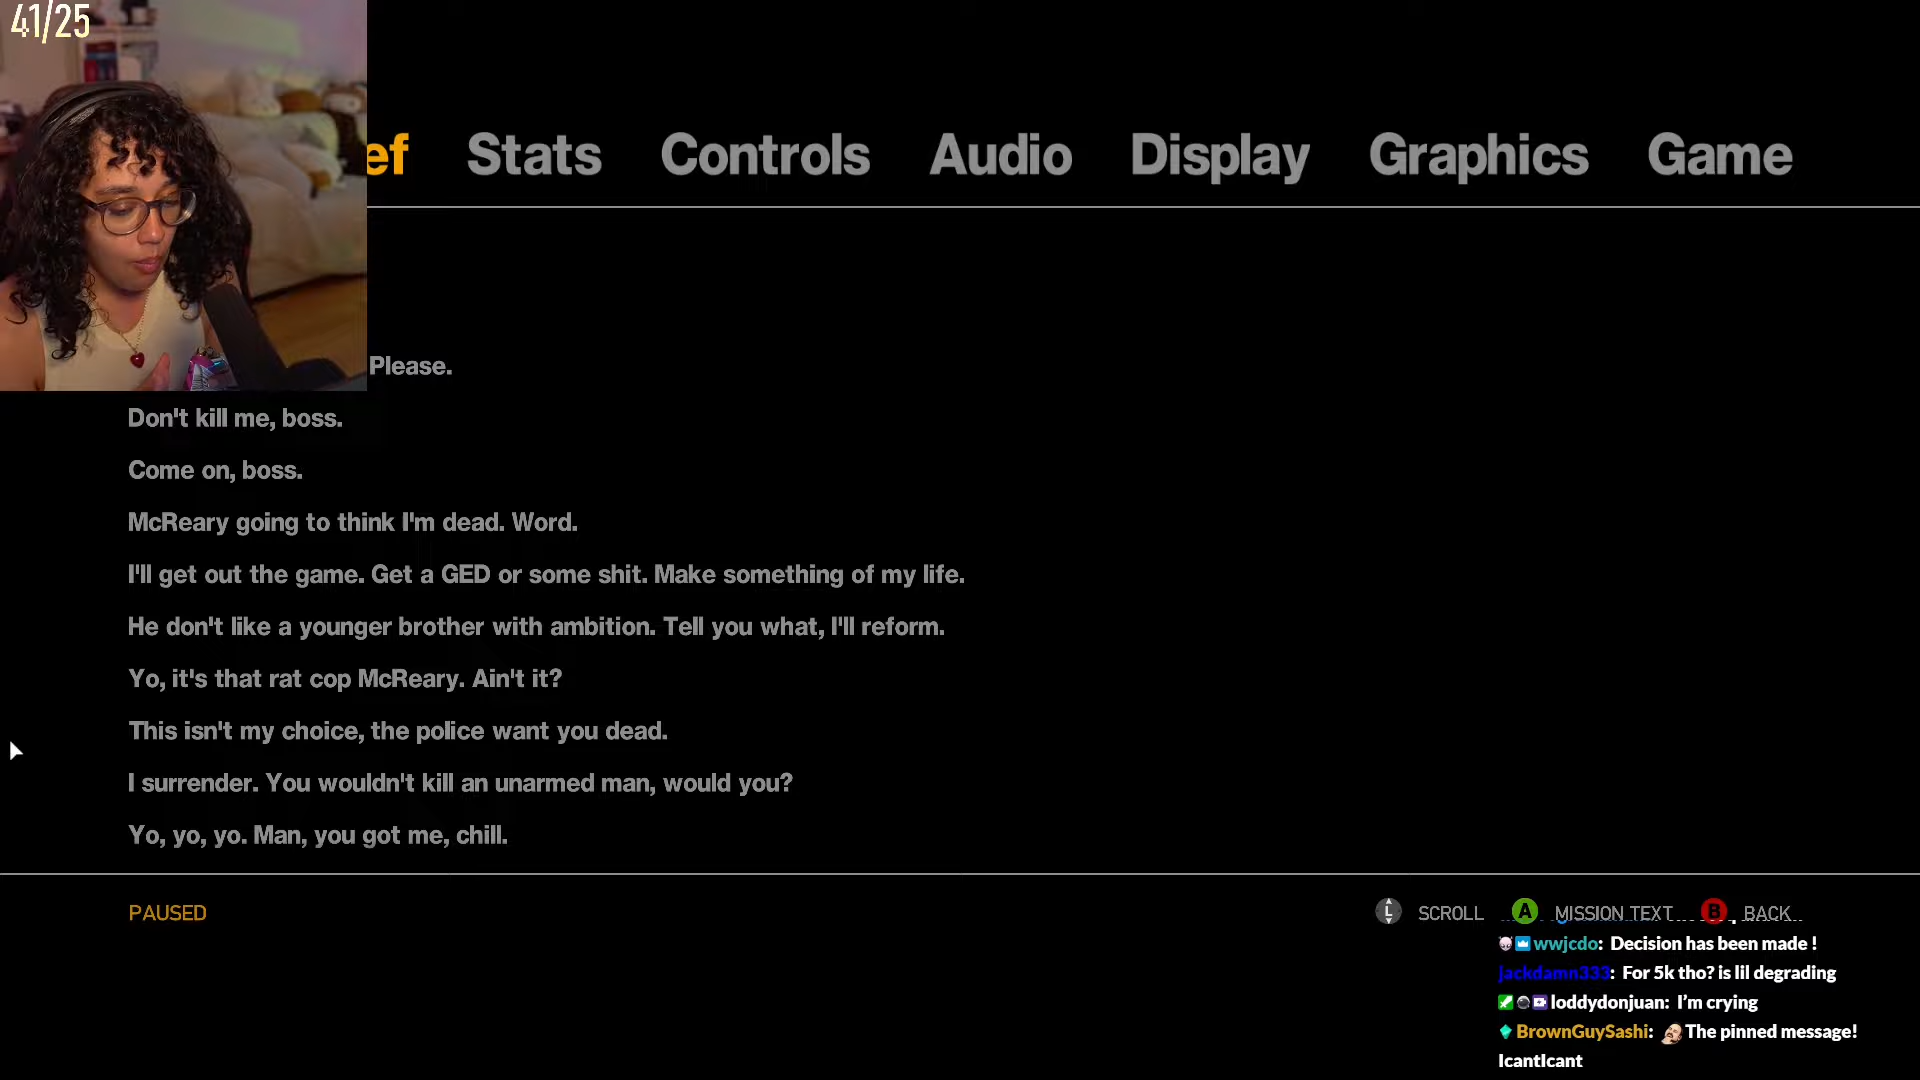 41/25
ef Stats Controls Audio Display Graphics Game
Please.
Don't kill me, boss.
Come on, boss.
McReary going to think I'm dead. Word.
I'll get out the game. Get a GED or some shit. Make something of my life.
He don't like a younger brother with ambition. Tell you what, I'll reform.
Yo, it's that rat cop McReary. Ain't it?
This isn't my choice, the police want you dead.
I surrender. You wouldn't kill an unarmed man, would you?
Yo, yo, yo. Man, you got me, chill.
PAUSED
L SCROLL A MISSION TEXT B BACK
wwjcdo: Decision has been made !
jackdamn333: For 5k tho? is lil degrading
loddydonjuan: I'm crying
BrownGuySashi: The pinned message!
IcantIcant